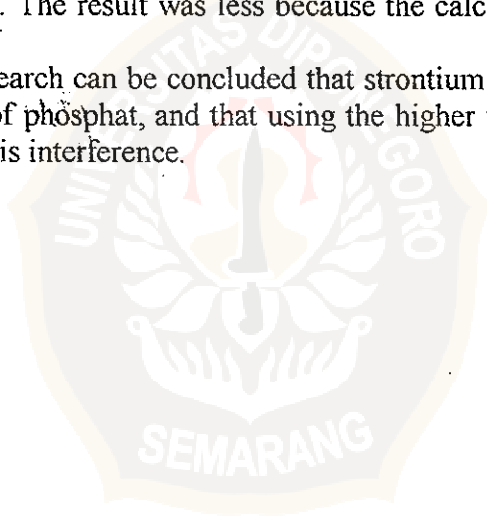 . The result was less because the calc
earch can be concluded that strontium
of phosphat, and that using the higher
is interference.
UNIVERSITAS DIPONEGORO
SEMARANG